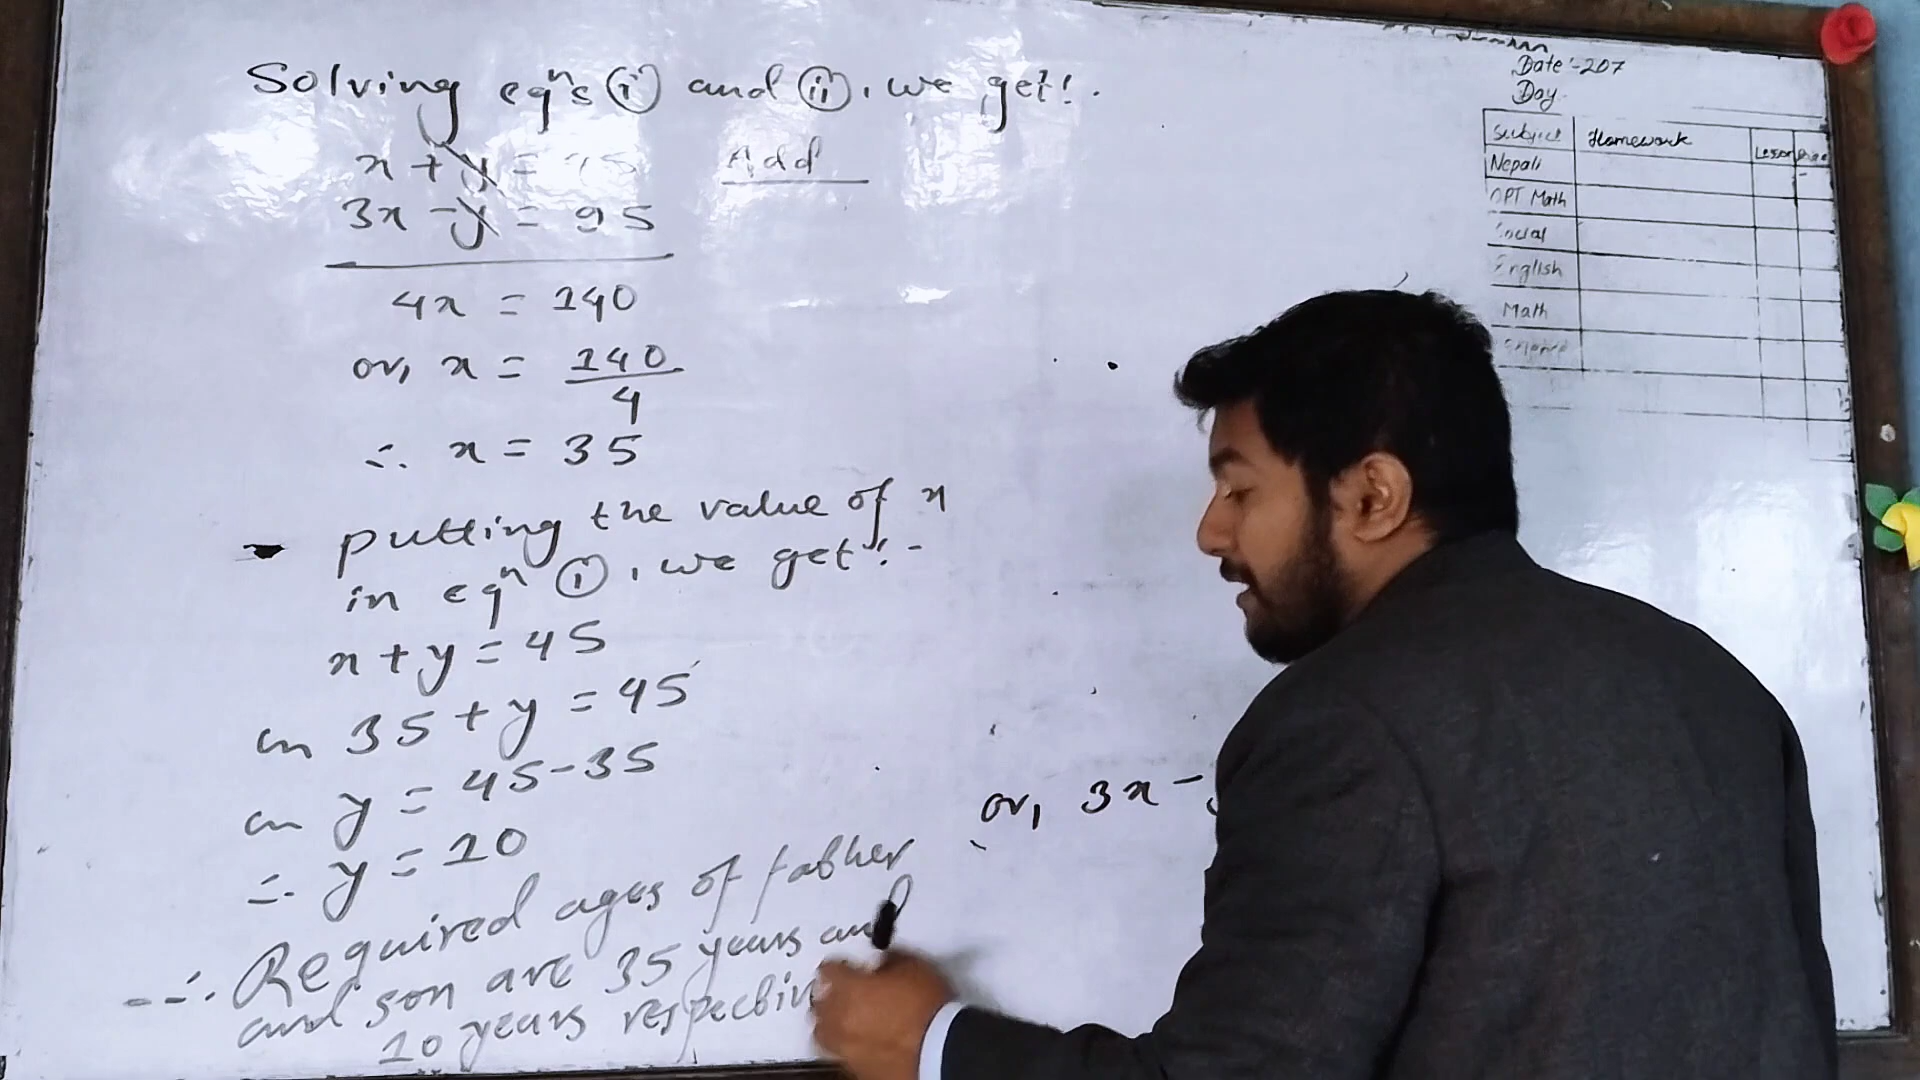 Solving eqⁿs (i) and (ii), we get:-
x + y = 45 Add
3x - y = 95
4x = 140
or, x = 140/4
∴ x = 35
putting the value of x
in eqⁿ (i), we get:-
x + y = 45
or 35 + y = 45
or y = 45 - 35
∴ y = 10
∴ Required ages of father
and son are 35 years and
10 years
or, 3x -
Date:-207
Day
Subject Homework Lesson
Nepali
OPT Math
Social
English
Math